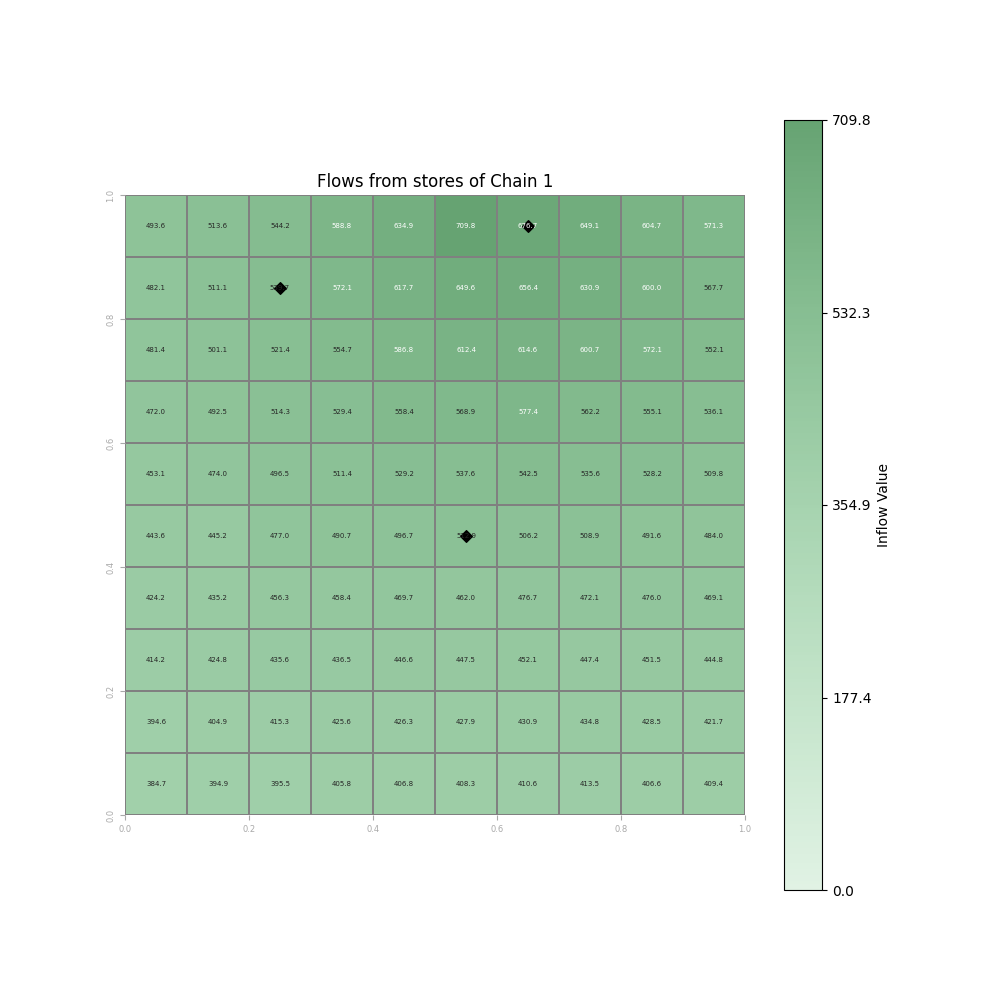 Flows from stores of Chain 1
709.8
1.0
493.6 513.6 544.2 588.8 634.9 709.8 649.1 604.7 571.3
482.1 511.1 572.1 617.7 649.6 656.4 630.9 600.0 567.7
0.8
532.3
481.4 501.1 521.4 554.7 586.8 612.4 614.6 600.7 572.1 552.1
472.0 492.5 514.3 529.4 558.4 568.9 577.4 562.2 555.1 536.1
0.6
453.1 474.0 496.5 511.4 529.2 537.6 542.5 535.6 528.2 509.8
354.9
Inflow Value
443.6 445.2 477.0 490.7 496.7 506.2 508.9 491.6 484.0
0.4
424.2 435.2 456.3 458.4 469.7 462.0 476.7 472.1 476.0 469.1
414.2 424.8 435.6 436.5 446.6 447.5 452.1 447.4 451.5 444.8
0.2
177.4
394.6 404.9 415.3 425.6 426.3 427.9 430.9 434.8 428.5 421.7
384.7 394.9 395.5 405.8 406.8 408.3 410.6 413.5 406.6 409.4
0.0
0.0 0.2 0.4 0.6 0.8 1.0
0.0